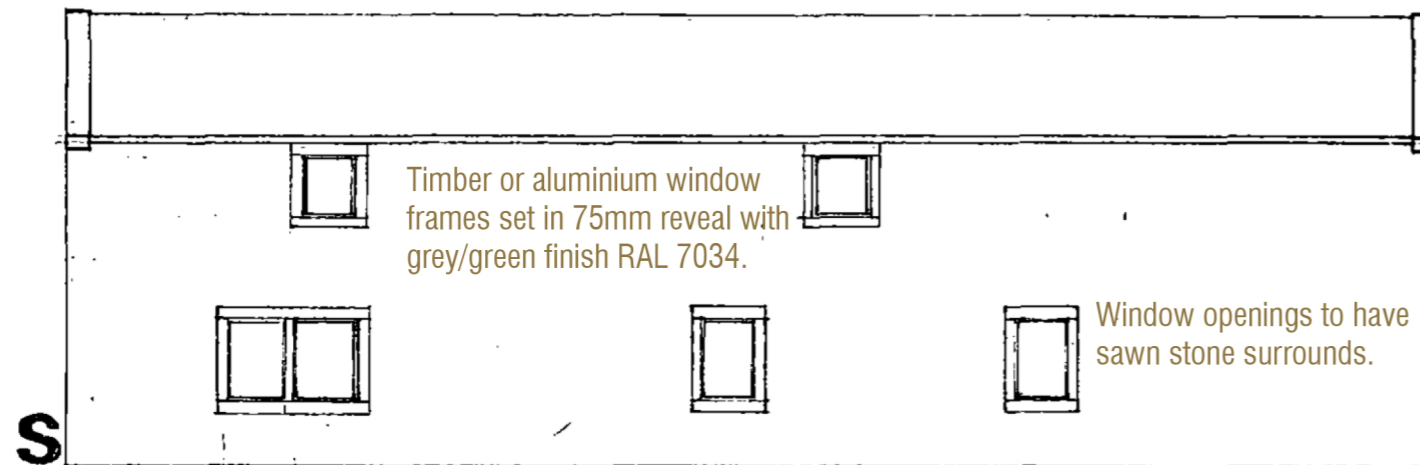 Timber or aluminium window
frames set in 75mm reveal with
grey/green finish RAL 7034.
Window openings to have
sawn stone surrounds.
S